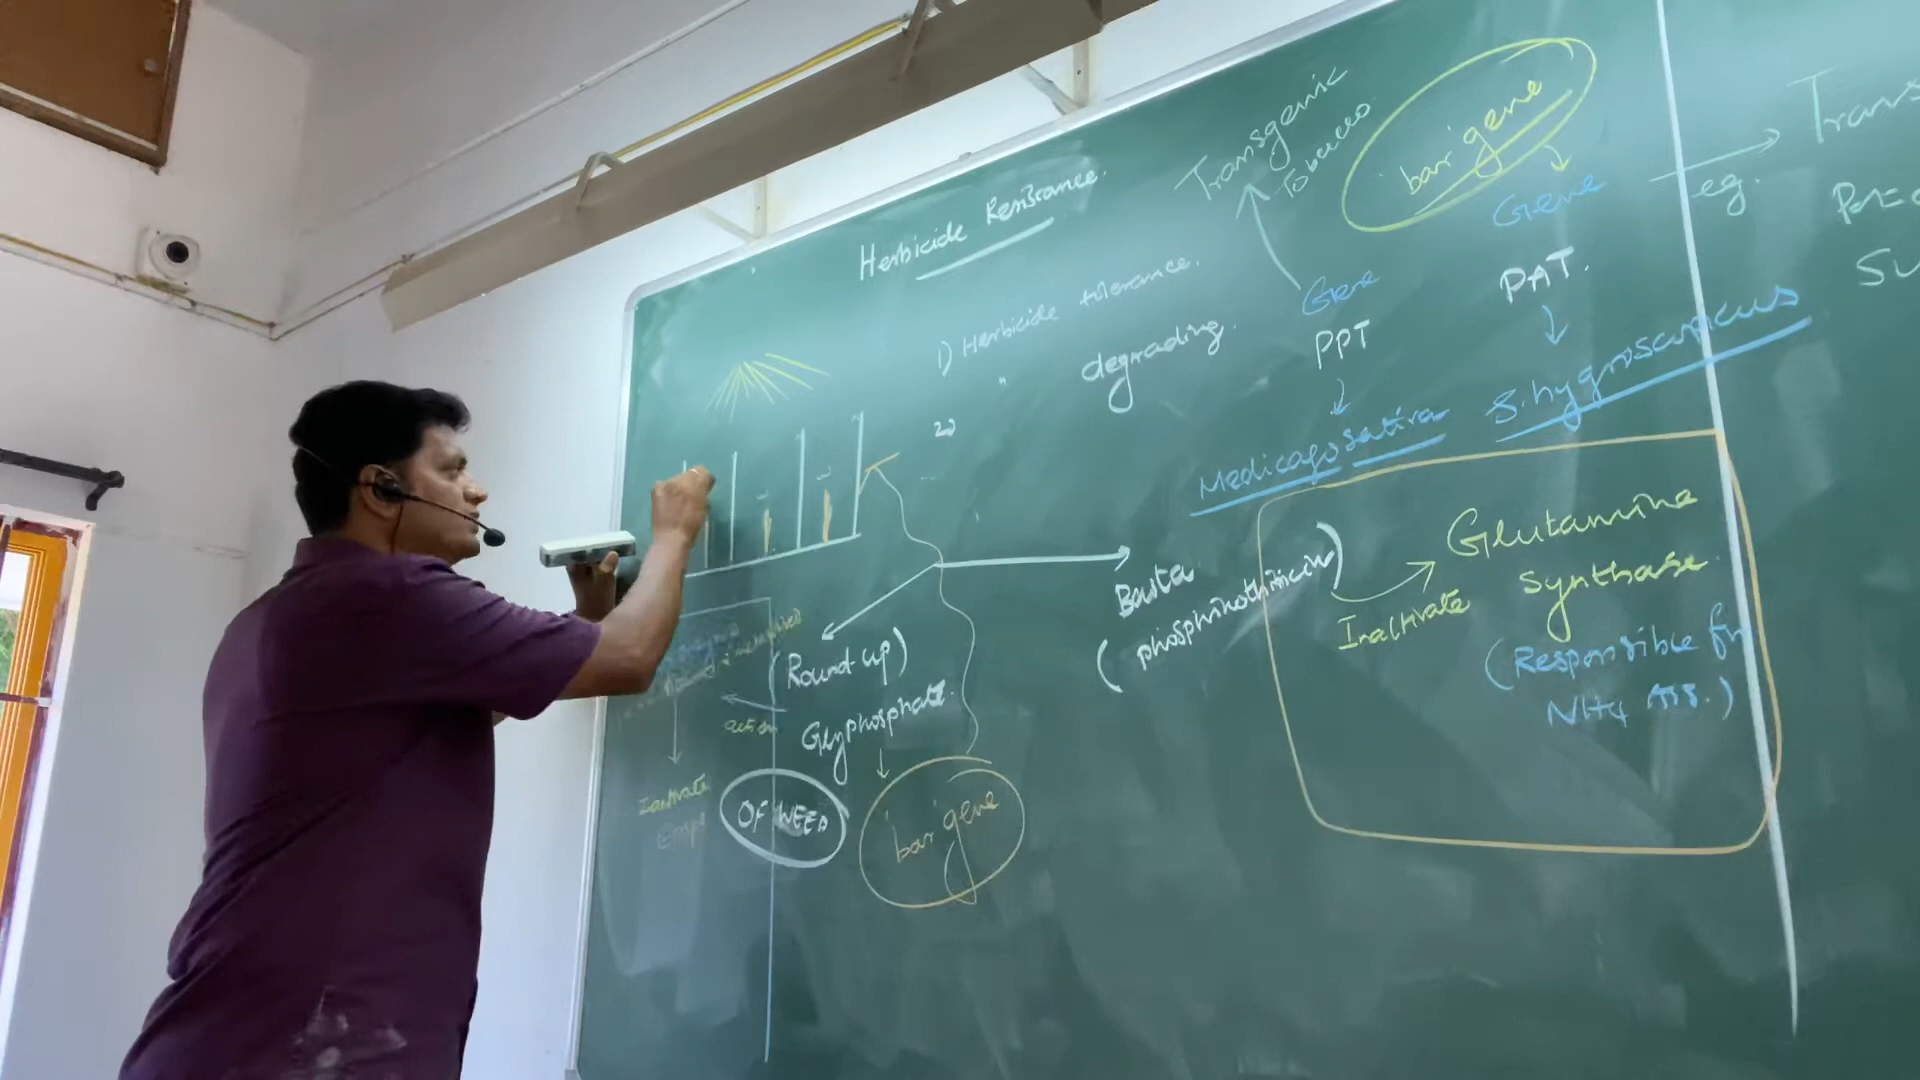 Herbicide Resistance.
1) Herbicide tolerance.
2)
" degrading.
Transgenic
Tobacco
Gene
PPT
Medicago sativa
bar gene
Gene
PAT.
S. hygroscopicus
eg.
Trans
Basta
(phosphinothricin)
Inactivate
Glutamine
synthase
(Responsible for
NH4 Ass.)
(Round-up)
Glyphosphate.
bar gene
action
Inactivate
OF WEED